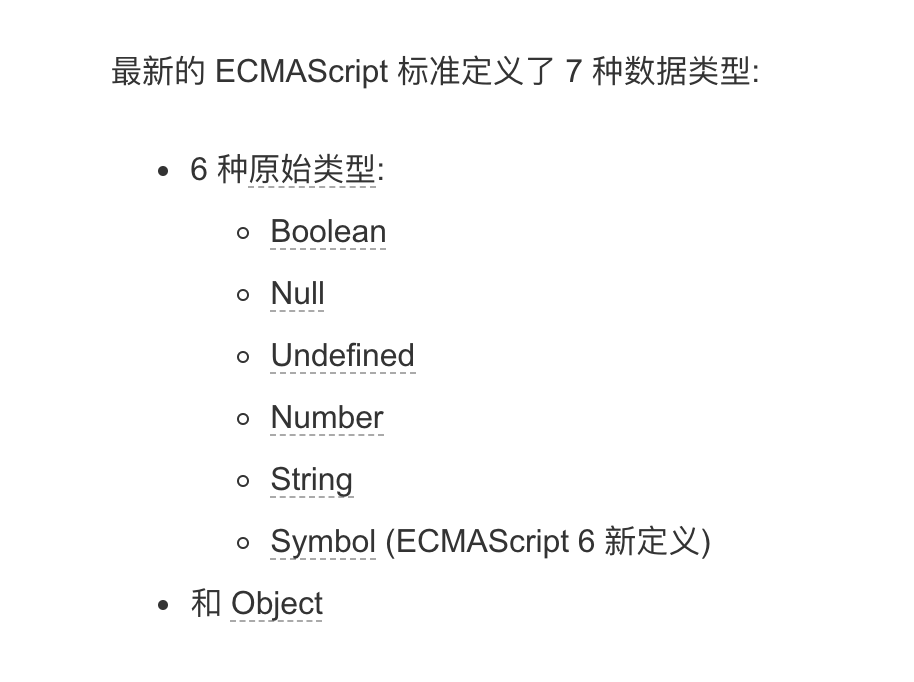 最新的 ECMAScript 标准定义了 7 种数据类型:
6 种原始类型:
Boolean
Null
Undefined
Number
String
Symbol (ECMAScript 6 新定义)
和 Object